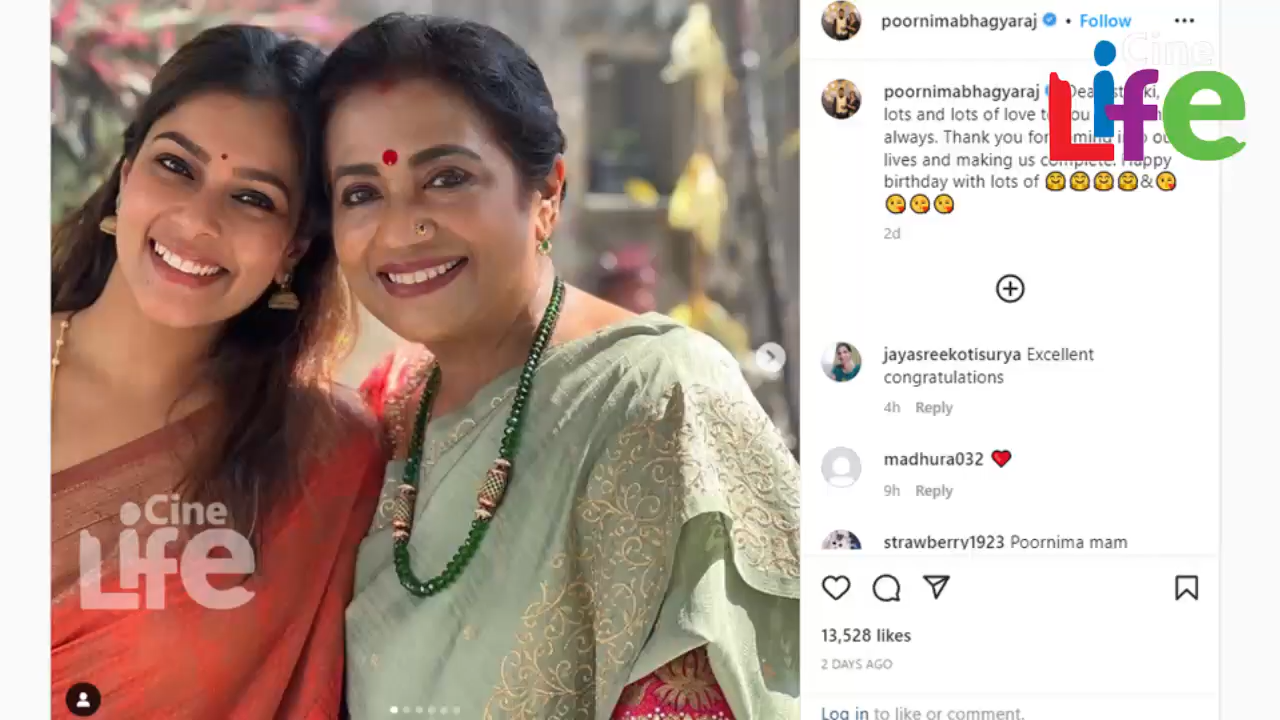 poornimabhagyaraj • Follow •••
Cine
Life
poornimabhagyaraj
lots and lots of love
always. Thank you for
lives and making us complete. Happy
birthday with lots of 🤗🤗🤗🤗&😘
😘😘😘
2d
jayasreekotisurya Excellent
congratulations
4h Reply
madhura032 ❤️
9h Reply
strawberry1923 Poornima mam
Cine
Life
13,528 likes
2 DAYS AGO
Log in to like or comment.